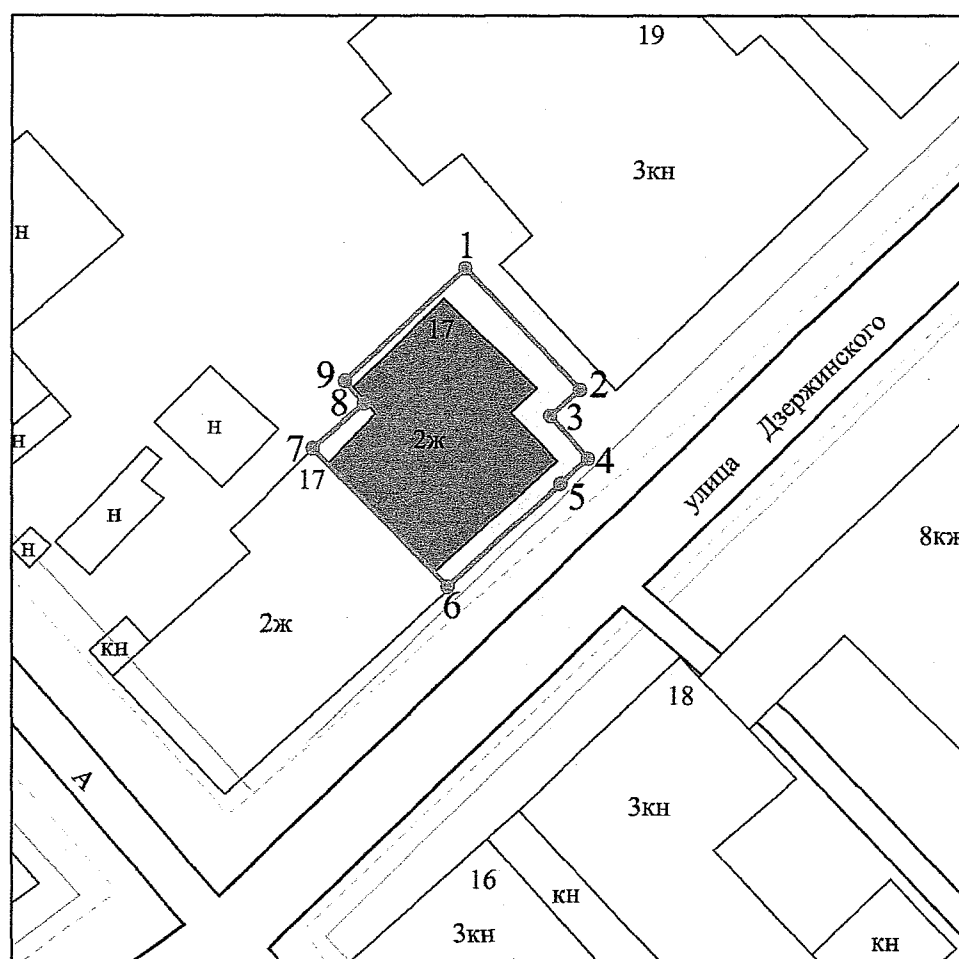 19
3кн
н
1
17
улица Дзержинского
9
2
8
3
н
н
2ж
7
4
17
5
н
н
8кж
6
2ж
кн
18
А
3кн
16
кн
3кн
кн